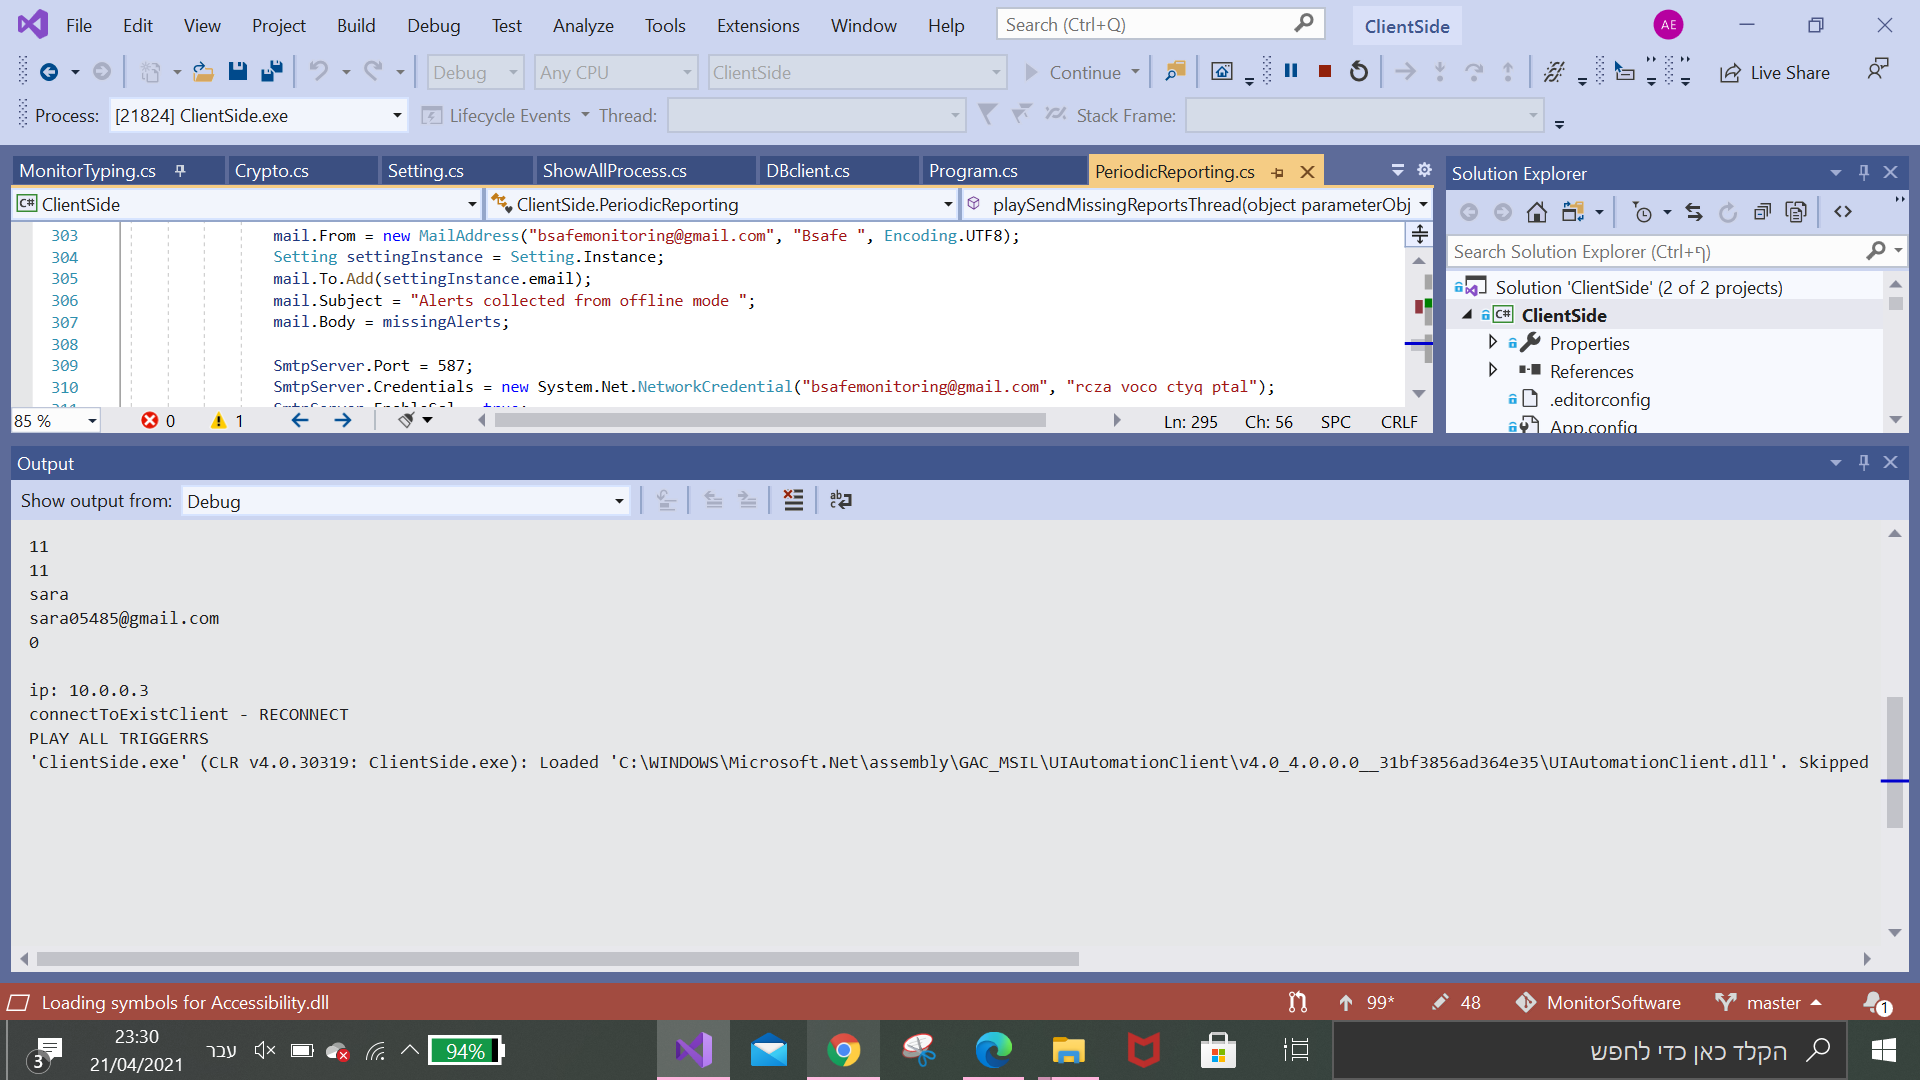 File Edit View Project Build Debug Test Analyze Tools Extensions Window Help Search (Ctrl+Q) ClientSide AE
Debug Any CPU ClientSide Continue Live Share
Process: [21824] ClientSide.exe Lifecycle Events Thread: Stack Frame:
MonitorTyping.cs Crypto.cs Setting.cs ShowAllProcess.cs DBclient.cs Program.cs PeriodicReporting.cs
C# ClientSide ClientSide.PeriodicReporting playSendMissingReportsThread(object parameterObj
303 mail.From = new MailAddress("bsafemonitoring@gmail.com", "Bsafe ", Encoding.UTF8);
304 Setting settingInstance = Setting.Instance;
305 mail.To.Add(settingInstance.email);
306 mail.Subject = "Alerts collected from offline mode ";
307 mail.Body = missingAlerts;
308
309 SmtpServer.Port = 587;
310 SmtpServer.Credentials = new System.Net.NetworkCredential("bsafemonitoring@gmail.com", "rcza voco ctyq ptal");
85 % 0 1 Ln: 295 Ch: 56 SPC CRLF
Solution Explorer
Search Solution Explorer (Ctrl+ף)
Solution 'ClientSide' (2 of 2 projects)
C# ClientSide
Properties
References
.editorconfig
App.config
Output
Show output from: Debug
11
11
sara
sara05485@gmail.com
0
ip: 10.0.0.3
connectToExistClient - RECONNECT
PLAY ALL TRIGGERRS
'ClientSide.exe' (CLR v4.0.30319: ClientSide.exe): Loaded 'C:\WINDOWS\Microsoft.Net\assembly\GAC_MSIL\UIAutomationClient\v4.0_4.0.0.0__31bf3856ad364e35\UIAutomationClient.dll'. Skipped
Loading symbols for Accessibility.dll 99* 48 MonitorSoftware master 1
3 23:30 עבר 94% הקלד כאן כדי לחפש
21/04/2021